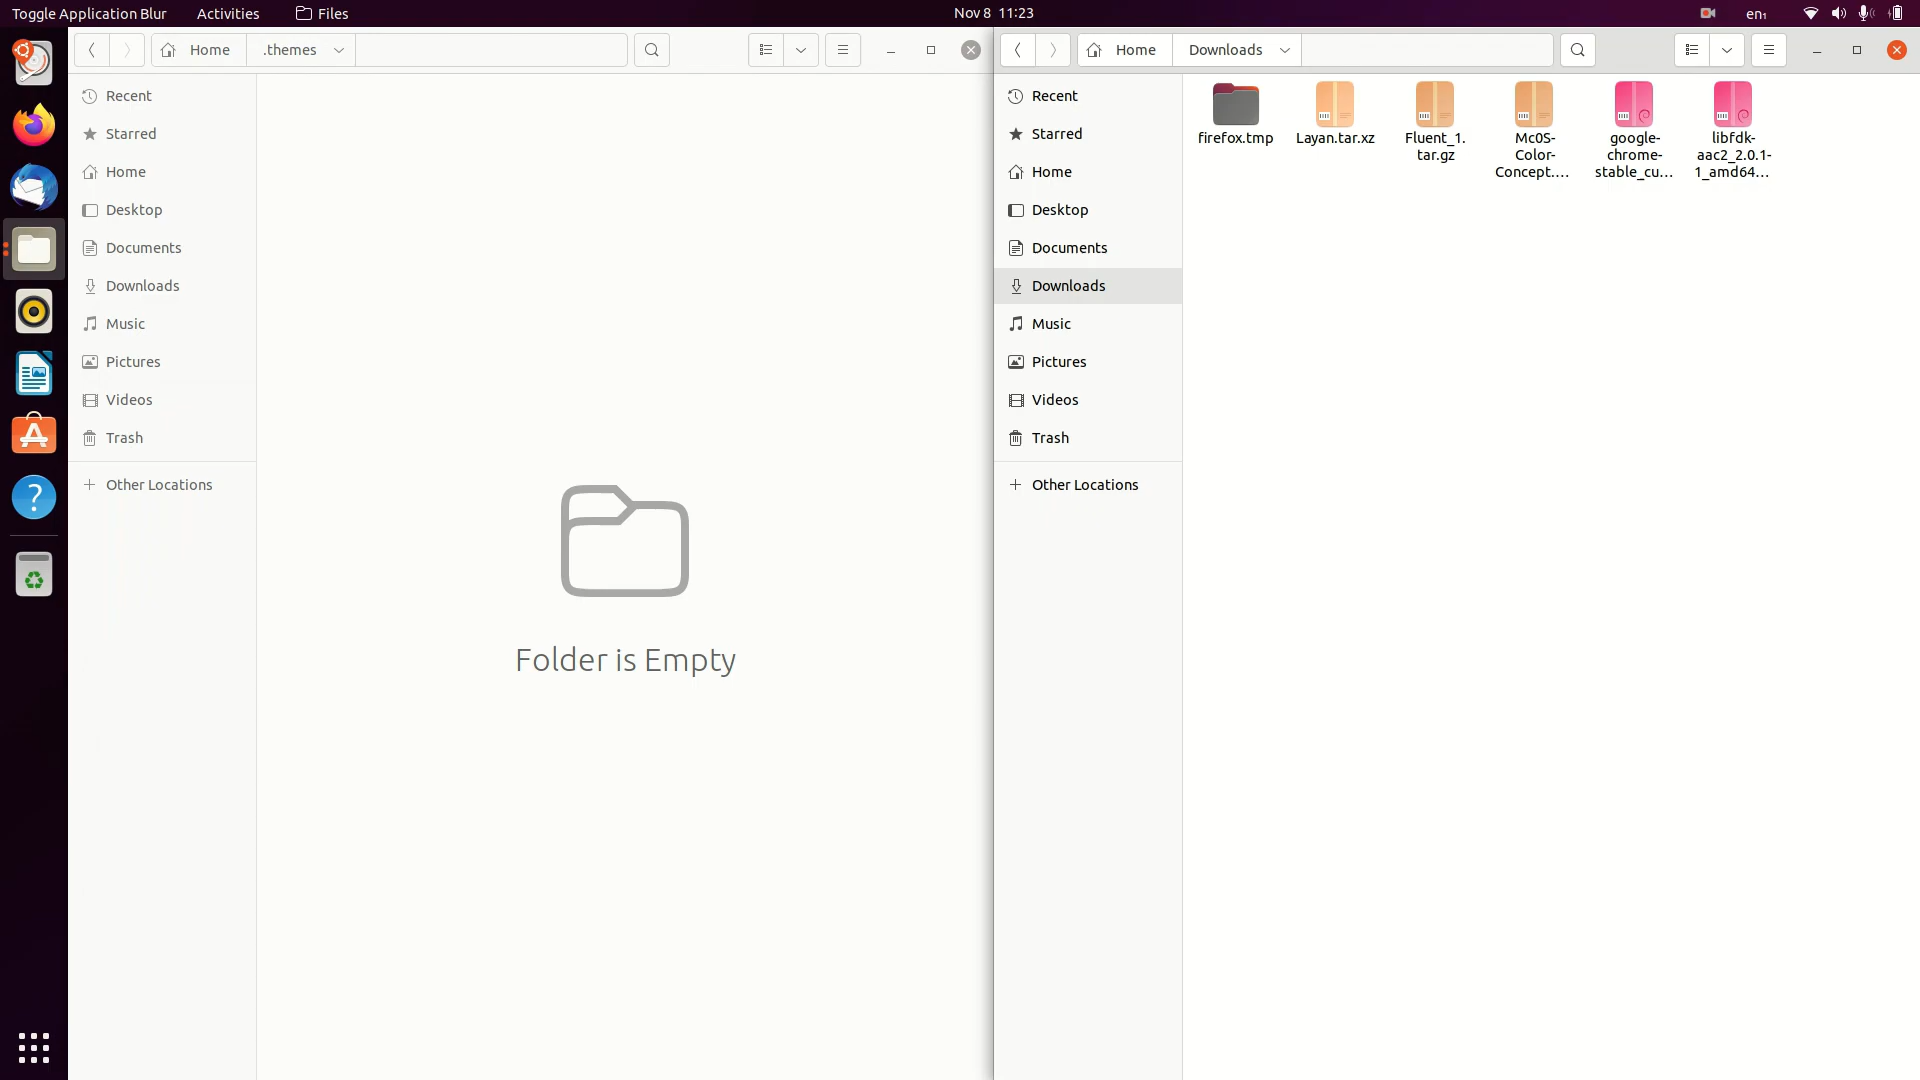 Toggle Application Blur Activities Files Nov 8 11:23 en₁
Home .themes
Recent
Starred
Home
Desktop
Documents
Downloads
Music
Pictures
Videos
Trash
Other Locations
Folder is Empty
Home Downloads
Recent
Starred
Home
Desktop
Documents
Downloads
Music
Pictures
Videos
Trash
Other Locations
firefox.tmp
Layan.tar.xz
Fluent_1.
tar.gz
Mc0S-
Color-
Concept....
google-
chrome-
stable_cu...
libfdk-
aac2_2.0.1-
1_amd64...